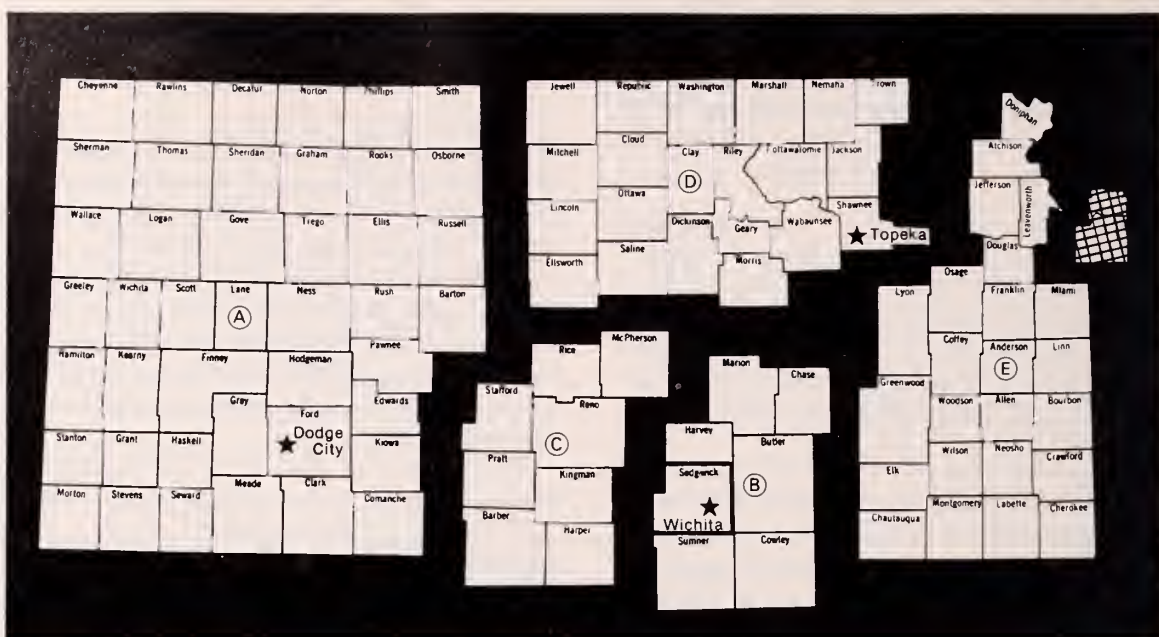 Cheyenne Rawlins Decatur Norton Phillips Smith
Sherman Thomas Sheridan Graham Rooks Osborne
Wallace Logan Gove Trego Ellis Russell
Greeley Wichita Scott Lane Ness Rush Barton
A
Pawnee
Hamilton Kearny Finney Hodgeman
Grey Ford Edwards
Stanton Grant Haskell Dodge City Kiowa
Morton Stevens Seward Meade Clark Comanche
Jewell Republic Washington Marshall Nemaha Brown
Mitchell Cloud Clay Riley Pottawatomie Jackson
D
Lincoln Ottawa Dickinson Geary Wabaunsee Shawnee
Topeka
Ellsworth Saline Morris
Rice McPherson
Stafford Reno
C
Pratt Kingman
Barber Harper
Marion Chase
Harvey Butler
Sedgwick
B
Wichita
Sumner Cowley
Doniphan
Atchison
Jefferson Leavenworth
Douglas
Osage
Lyon Franklin Miami
Coffey Anderson Linn
E
Greenwood Woodson Allen Bourbon
Elk Wilson Neosho Crawford
Chautauqua Montgomery Labette Cherokee